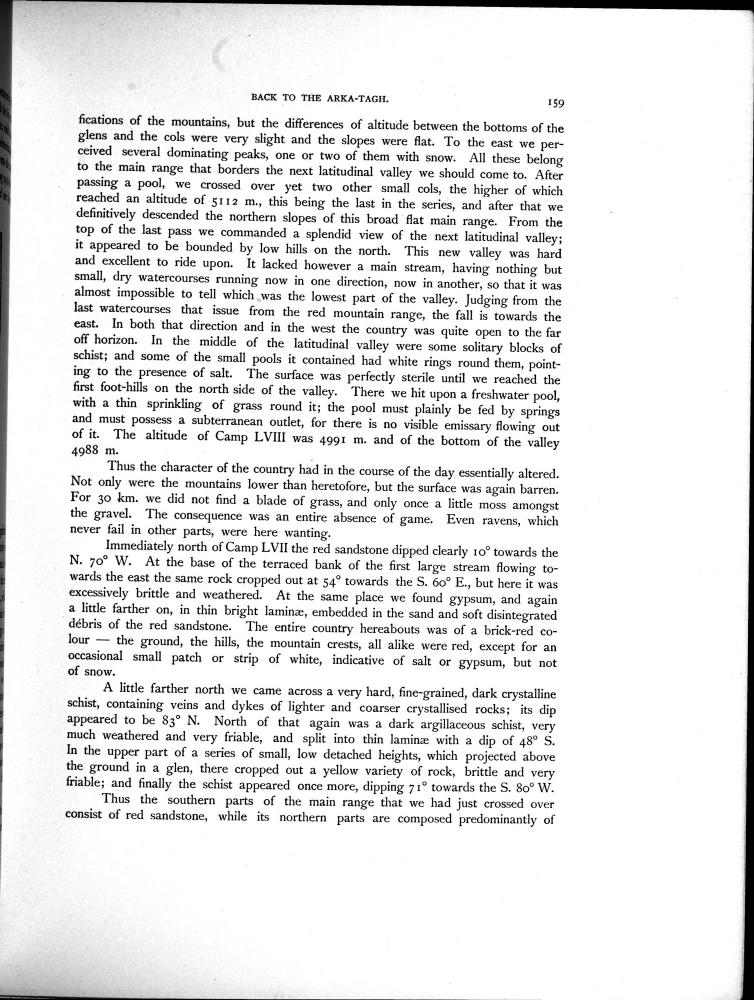 BACK TO THE ARKA-TAGH.
159
fications of the mountains, but the differences of altitude between the bottoms of the
glens and the cols were very slight and the slopes were flat. To the east we per-
ceived several dominating peaks, one or two of them with snow. All these belong
to the main range that borders the next latitudinal valley we should come to. After
passing a pool, we crossed over yet two other small cols, the higher of which
reached an altitude of 5112 m., this being the last in the series, and after that we
definitively descended the northern slopes of this broad flat main range. From the
top of the last pass we commanded a splendid view of the next latitudinal valley;
it appeared to be bounded by low hills on the north. This new valley was hard
and excellent to ride upon. It lacked however a main stream, having nothing but
small, dry watercourses running now in one direction, now in another, so that it was
almost impossible to tell which was the lowest part of the valley. Judging from the
last watercourses that issue from the red mountain range, the fall is towards the
east. In both that direction and in the west the country was quite open to the far
off horizon. In the middle of the latitudinal valley were some solitary blocks of
schist; and some of the small pools it contained had white rings round them, point-
ing to the presence of salt. The surface was perfectly sterile until we reached the
first foot-hills on the north side of the valley. There we hit upon a freshwater pool,
with a thin sprinkling of grass round it; the pool must plainly be fed by springs
and must possess a subterranean outlet, for there is no visible emissary flowing out
of it. The altitude of Camp LVIII was 4991 m. and of the bottom of the valley
4988 m.
Thus the character of the country had in the course of the day essentially altered.
Not only were the mountains lower than heretofore, but the surface was again barren.
For 30 km. we did not find a blade of grass, and only once a little moss amongst
the gravel. The consequence was an entire absence of game. Even ravens, which
never fail in other parts, were here wanting.
Immediately north of Camp LVII the red sandstone dipped clearly 10° towards the
N. 70° W. At the base of the terraced bank of the first large stream flowing to-
wards the east the same rock cropped out at 54° towards the S. 60° E., but here it was
excessively brittle and weathered. At the same place we found gypsum, and again
a little farther on, in thin bright laminæ, embedded in the sand and soft disintegrated
débris of the red sandstone. The entire country hereabouts was of a brick-red co-
lour — the ground, the hills, the mountain crests, all alike were red, except for an
occasional small patch or strip of white, indicative of salt or gypsum, but not
of snow.
A little farther north we came across a very hard, fine-grained, dark crystalline
schist, containing veins and dykes of lighter and coarser crystallised rocks; its dip
appeared to be 83° N. North of that again was a dark argillaceous schist, very
much weathered and very friable, and split into thin laminæ with a dip of 48° S.
In the upper part of a series of small, low detached heights, which projected above
the ground in a glen, there cropped out a yellow variety of rock, brittle and very
friable; and finally the schist appeared once more, dipping 71° towards the S. 80° W.
Thus the southern parts of the main range that we had just crossed over
consist of red sandstone, while its northern parts are composed predominantly of